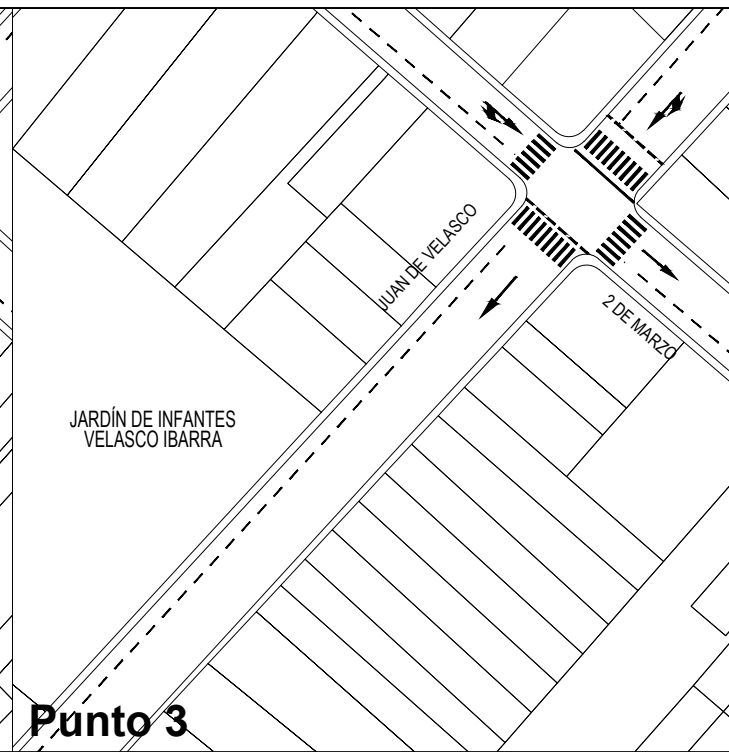 JUAN DE VELASCO
2 DE MARZO
JARDÍN DE INFANTES
VELASCO IBARRA
Punto 3